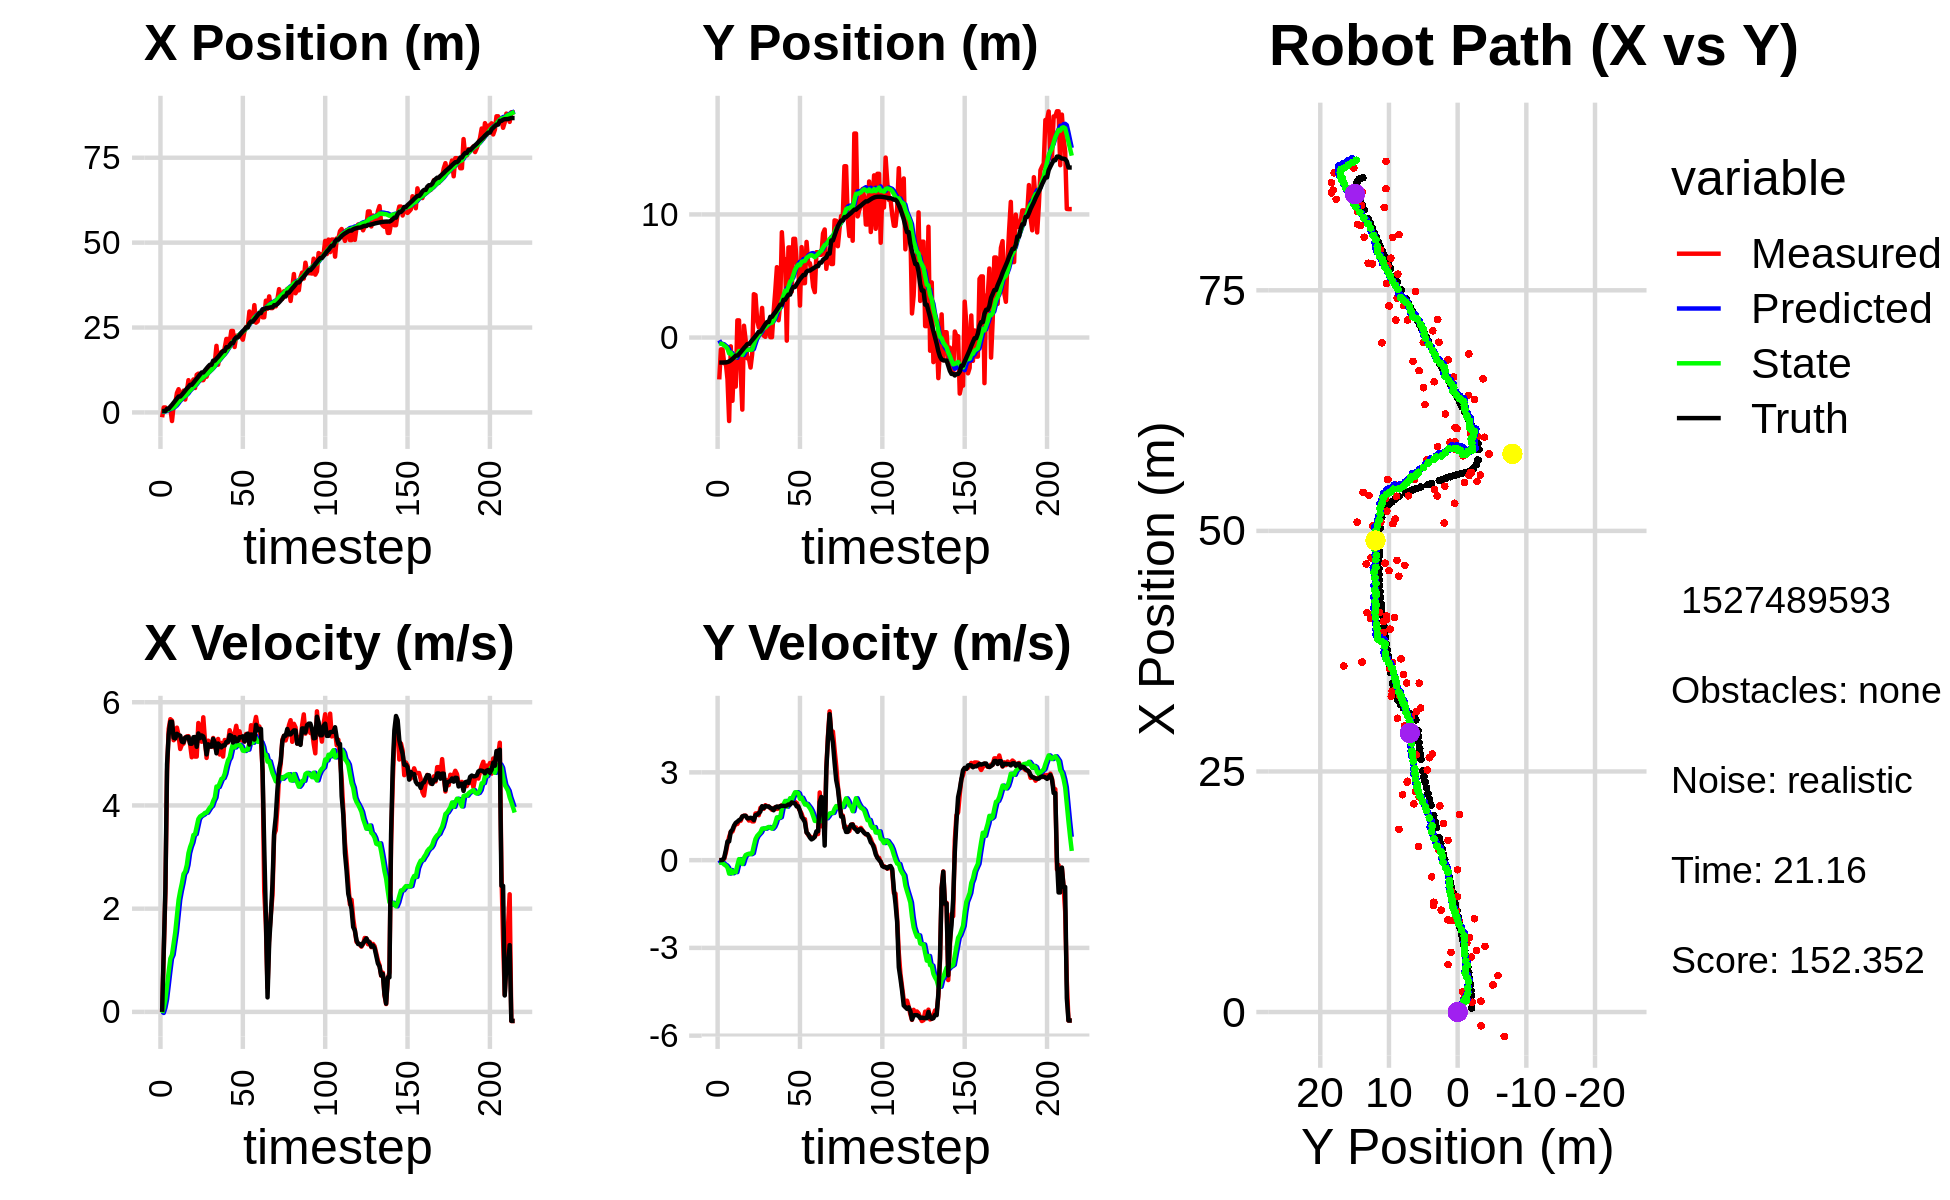 X Position (m)
75
50
25
0
0 50 100 150 200
timestep
Y Position (m)
10
0
0 50 100 150 200
timestep
X Velocity (m/s)
6
4
2
0
0 50 100 150 200
timestep
Y Velocity (m/s)
3
0
-3
-6
0 50 100 150 200
timestep
Robot Path (X vs Y)
X Position (m)
75
50
25
0
20 10 0 -10 -20
Y Position (m)
variable
Measured
Predicted
State
Truth
1527489593
Obstacles: none
Noise: realistic
Time: 21.16
Score: 152.352